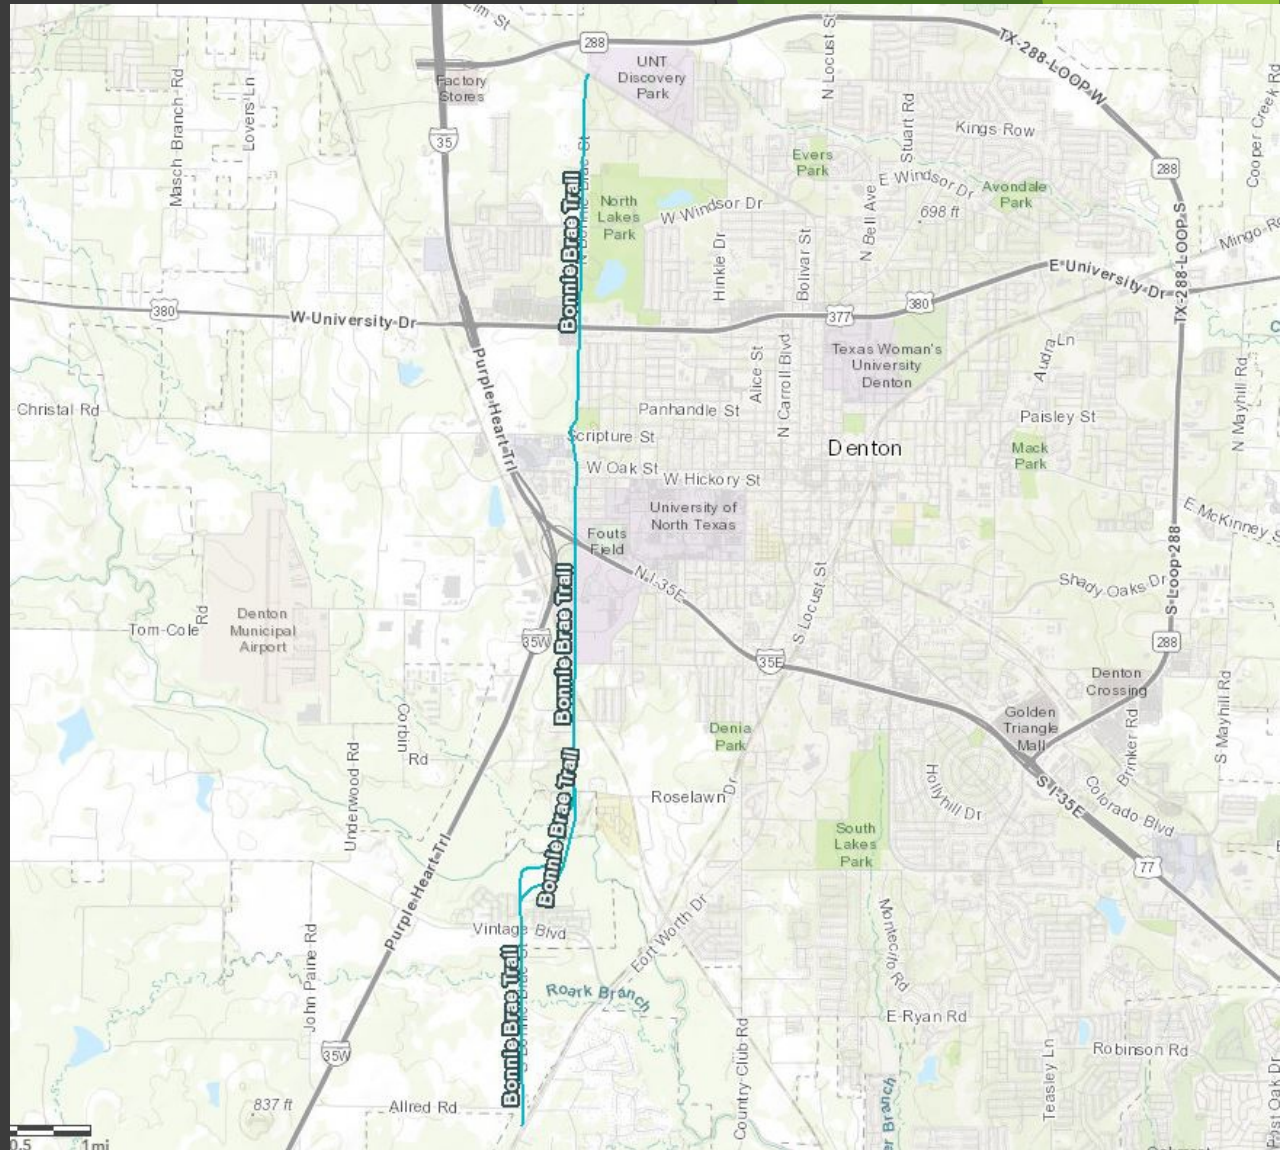 Elm St
288
UNT
Discovery
Park
N Locust St
TX-288-LOOP-W
Factory
Stores
Masch-Branch-Rd
Lovers Ln
35
Stuart Rd
Kings Row
Cooper Creek Rd
288
Evers
Park
E Windsor Dr
Avondale
Park
Bonnie Brae Trail
North
Lakes
Park
W Windsor Dr
N Bell Ave
698 ft
TX-288-LOOP-S
Mingo-Rd
Hinkle Dr
Bolivar St
E-University-Dr
380
W-University-Dr
377
380
Texas Woman's
University
Denton
Purple-Heart-Trl
Alice St
N Carroll Blvd
Audra Ln
N Mayhill Rd
Christal Rd
Panhandle St
Paisley St
Scripture St
Denton
Mack
Park
W Oak St
W Hickory St
University of
North Texas
Fouts
Field
E-McKinney S
N-I-35E
S-Loop-288
Shady-Oaks-Dr
S Locust St
Bonnie Brae Trail
Tom-Cole
Rd
Denton
Municipal
Airport
35W
35E
288
Denton
Crossing
S-Mayhill-Rd
Golden
Triangle
Mall
Corbin
Rd
Denia
Park
Brinker Rd
Underwood-Rd
Bonnie Brae Trail
Roselawn
Dr
Hollyhill Dr
S-I-35E
Colorado-Blvd
South
Lakes
Park
77
Purple-Heart-Trl
Vintage Blvd
Fort Worth Dr
Montecito Rd
John Paine-Rd
Bonnie Brae Trail
Roark Branch
E-Ryan Rd
35W
Country-Club-Rd
Teasley Ln
Robinson Rd
er Branch
Post Oak Dr
837 ft
Allred Rd
0.5
1mi